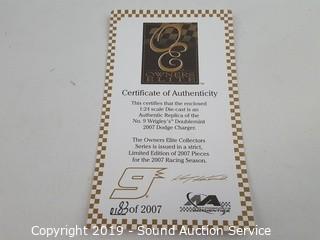 OE
OWNERS
ELITE
Certificate of Authenticity
This certifies that the enclosed
1:24 scale Die-cast is an
Authentic Replica of the
No. 9 Wrigley's® Doublemint
2007 Dodge Charger.
The Owners Elite Collectors
Series is issued in a strict,
Limited Edition of 2007 Pieces
for the 2007 Racing Season.
9
of 2007
Copyright 2019 - Sound Auction Service